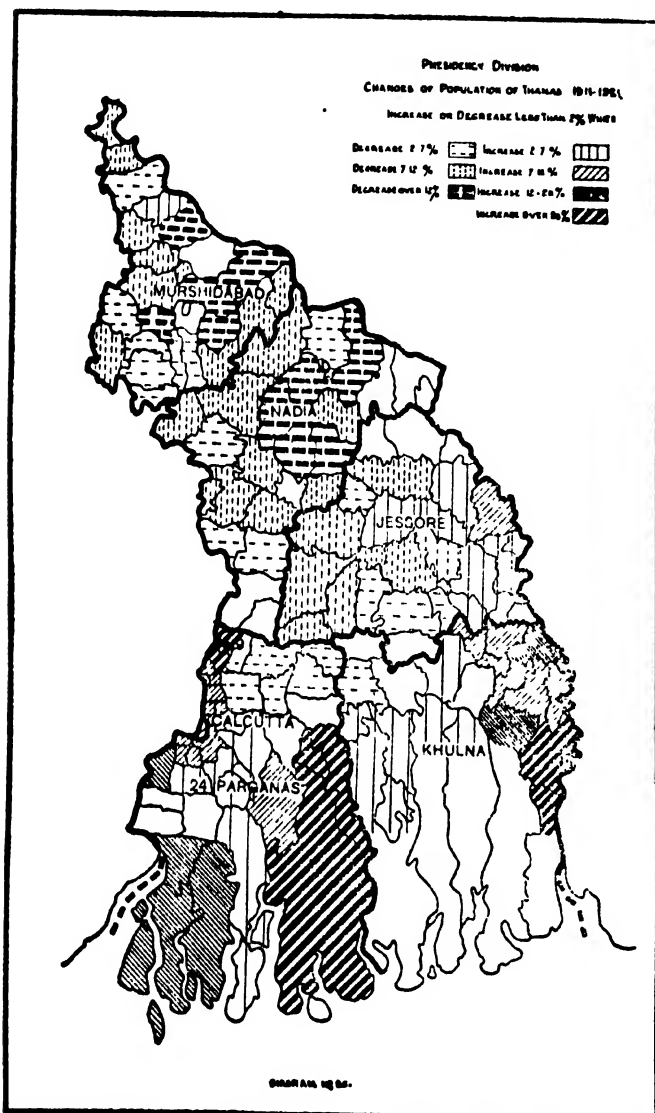 PRESIDENCY DIVISION
CHANGES OF POPULATION OF THANAS 1911-1921,
INCREASE OR DECREASE LESS THAN 2% WHITE
DECREASE 2 7% INCREASE 2 7 %
DECREASE 7 12 % INCREASE 7 %
DECREASE OVER 12% INCREASE 12-20%
INCREASE OVER 20%
MURSHIDABAD
NADIA
JESSORE
CALCUTTA
KHULNA
24 PARGANAS
DIAGRAM